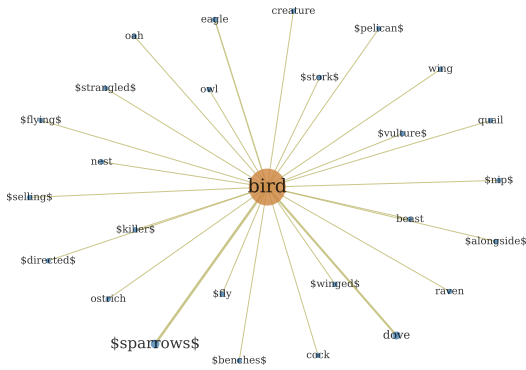 creature
eagle
$pelican$
oah
wing
$stork$
$strangled$
owl
$flying$
quail
$vulture$
nest
$nip$
bird
$selling$
beast
$killer$
$alongside$
$directed$
$winged$
raven
$fly
ostrich
dove
$sparrows$
cock
$benches$